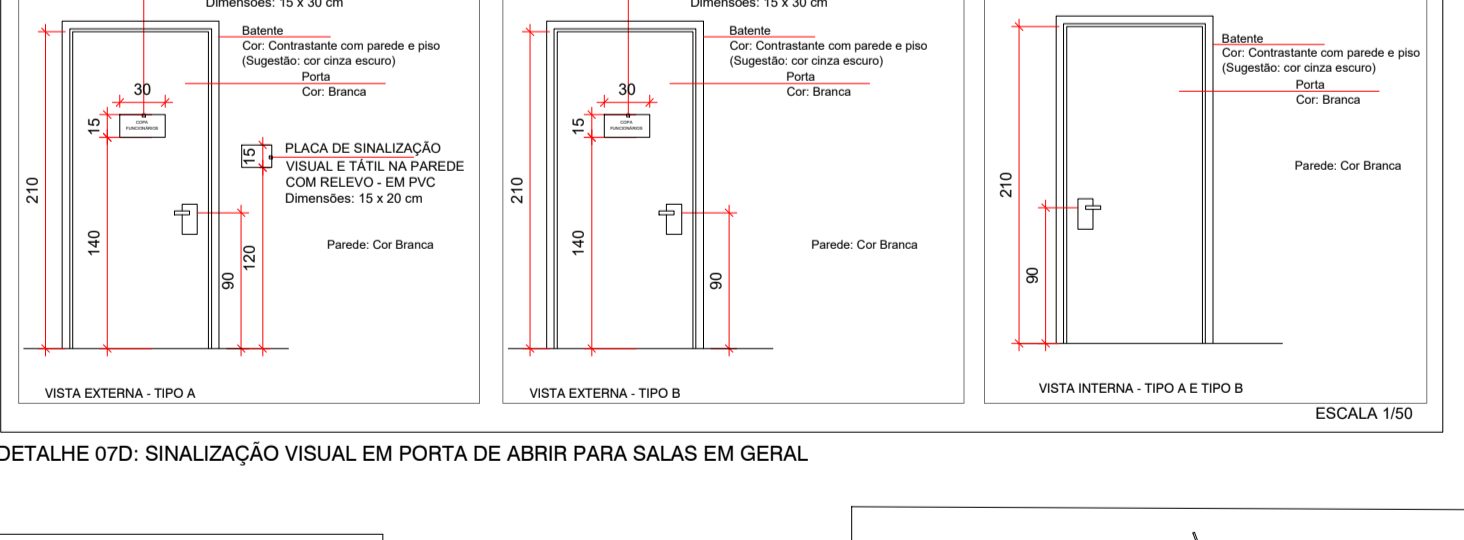 Dimensões: 15 x 30 cm
Batente
Cor: Contrastante com parede e piso
(Sugestão: cor cinza escuro)
Porta
Cor: Branca
30
15
COPA
FUNCIONÁRIOS
15
PLACA DE SINALIZAÇÃO
VISUAL E TÁTIL NA PAREDE
COM RELEVO - EM PVC
Dimensões: 15 x 20 cm
210
140
90
120
Parede: Cor Branca
VISTA EXTERNA - TIPO A
Dimensões: 15 x 30 cm
Batente
Cor: Contrastante com parede e piso
(Sugestão: cor cinza escuro)
Porta
Cor: Branca
30
15
COPA
FUNCIONÁRIOS
210
140
90
Parede: Cor Branca
VISTA EXTERNA - TIPO B
Batente
Cor: Contrastante com parede e piso
(Sugestão: cor cinza escuro)
Porta
Cor: Branca
Parede: Cor Branca
210
90
VISTA INTERNA - TIPO A E TIPO B
ESCALA 1/50
DETALHE 07D: SINALIZAÇÃO VISUAL EM PORTA DE ABRIR PARA SALAS EM GERAL